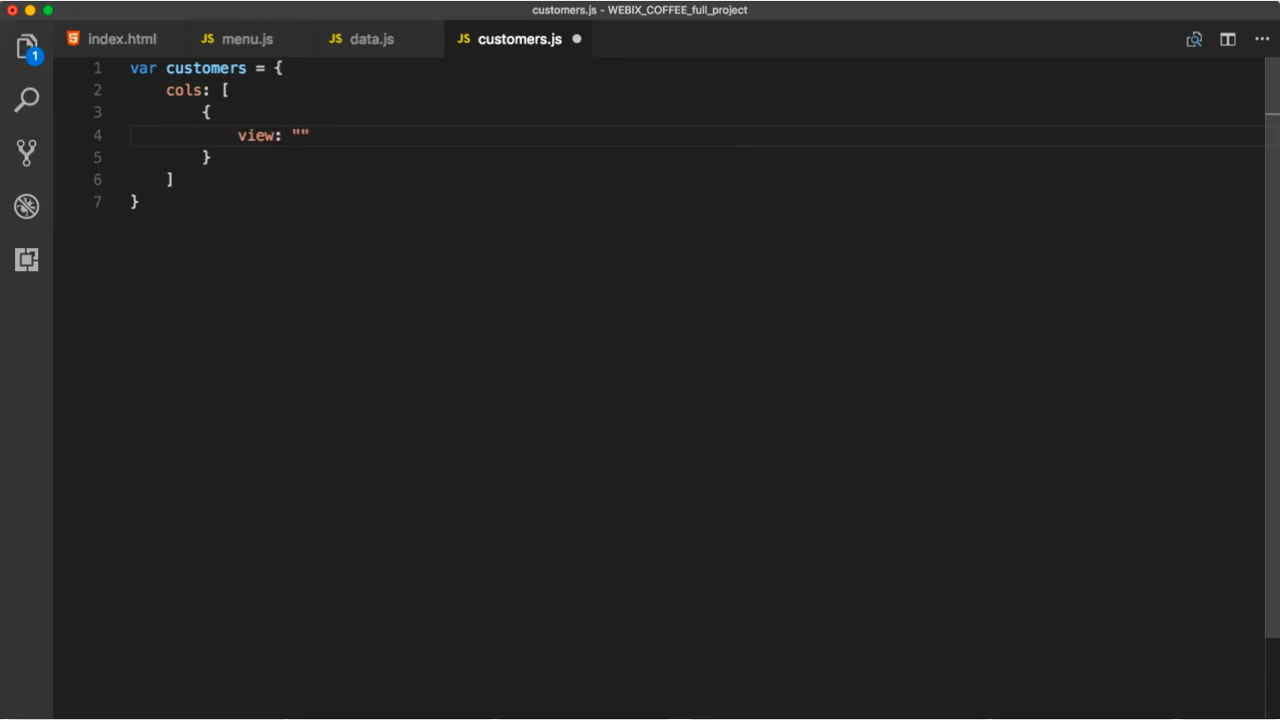 customers.js - WEBIX_COFFEE_full_project
index.html JS menu.js JS data.js JS customers.js
1
1 var customers = {
2 cols: [
3 {
4 view: ""
5 }
6 ]
7 }